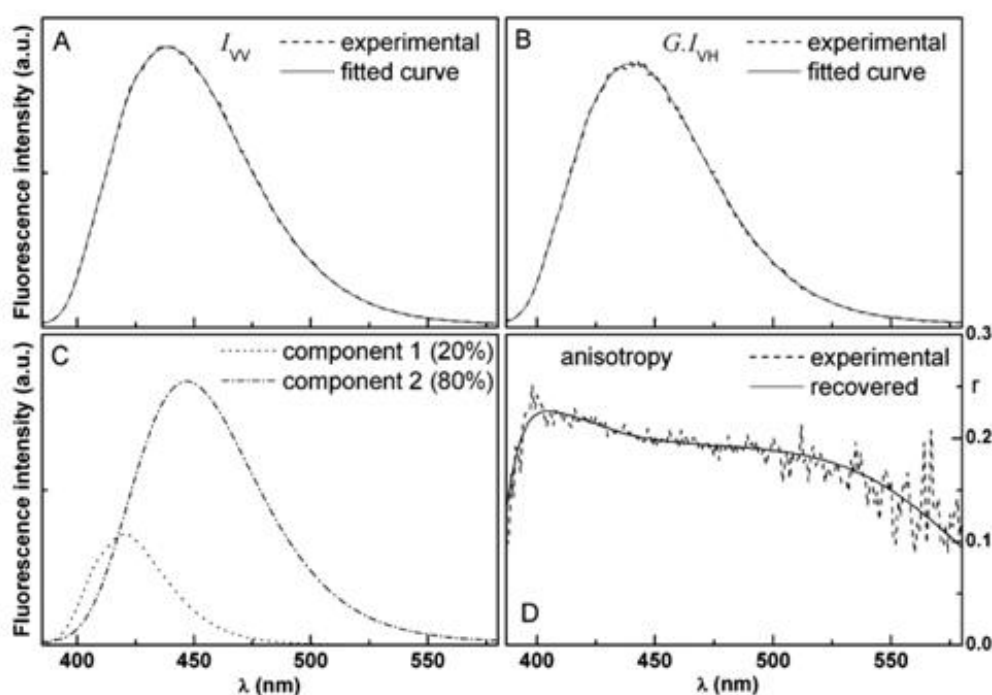 A
I_VV
experimental
fitted curve
Fluorescence intensity (a.u.)
B
G.I_VH
experimental
fitted curve
C
component 1 (20%)
component 2 (80%)
Fluorescence intensity (a.u.)
400 450 500 550
λ (nm)
anisotropy
experimental
recovered
r
0.3
0.2
0.1
0.0
D
400 450 500 550
λ (nm)